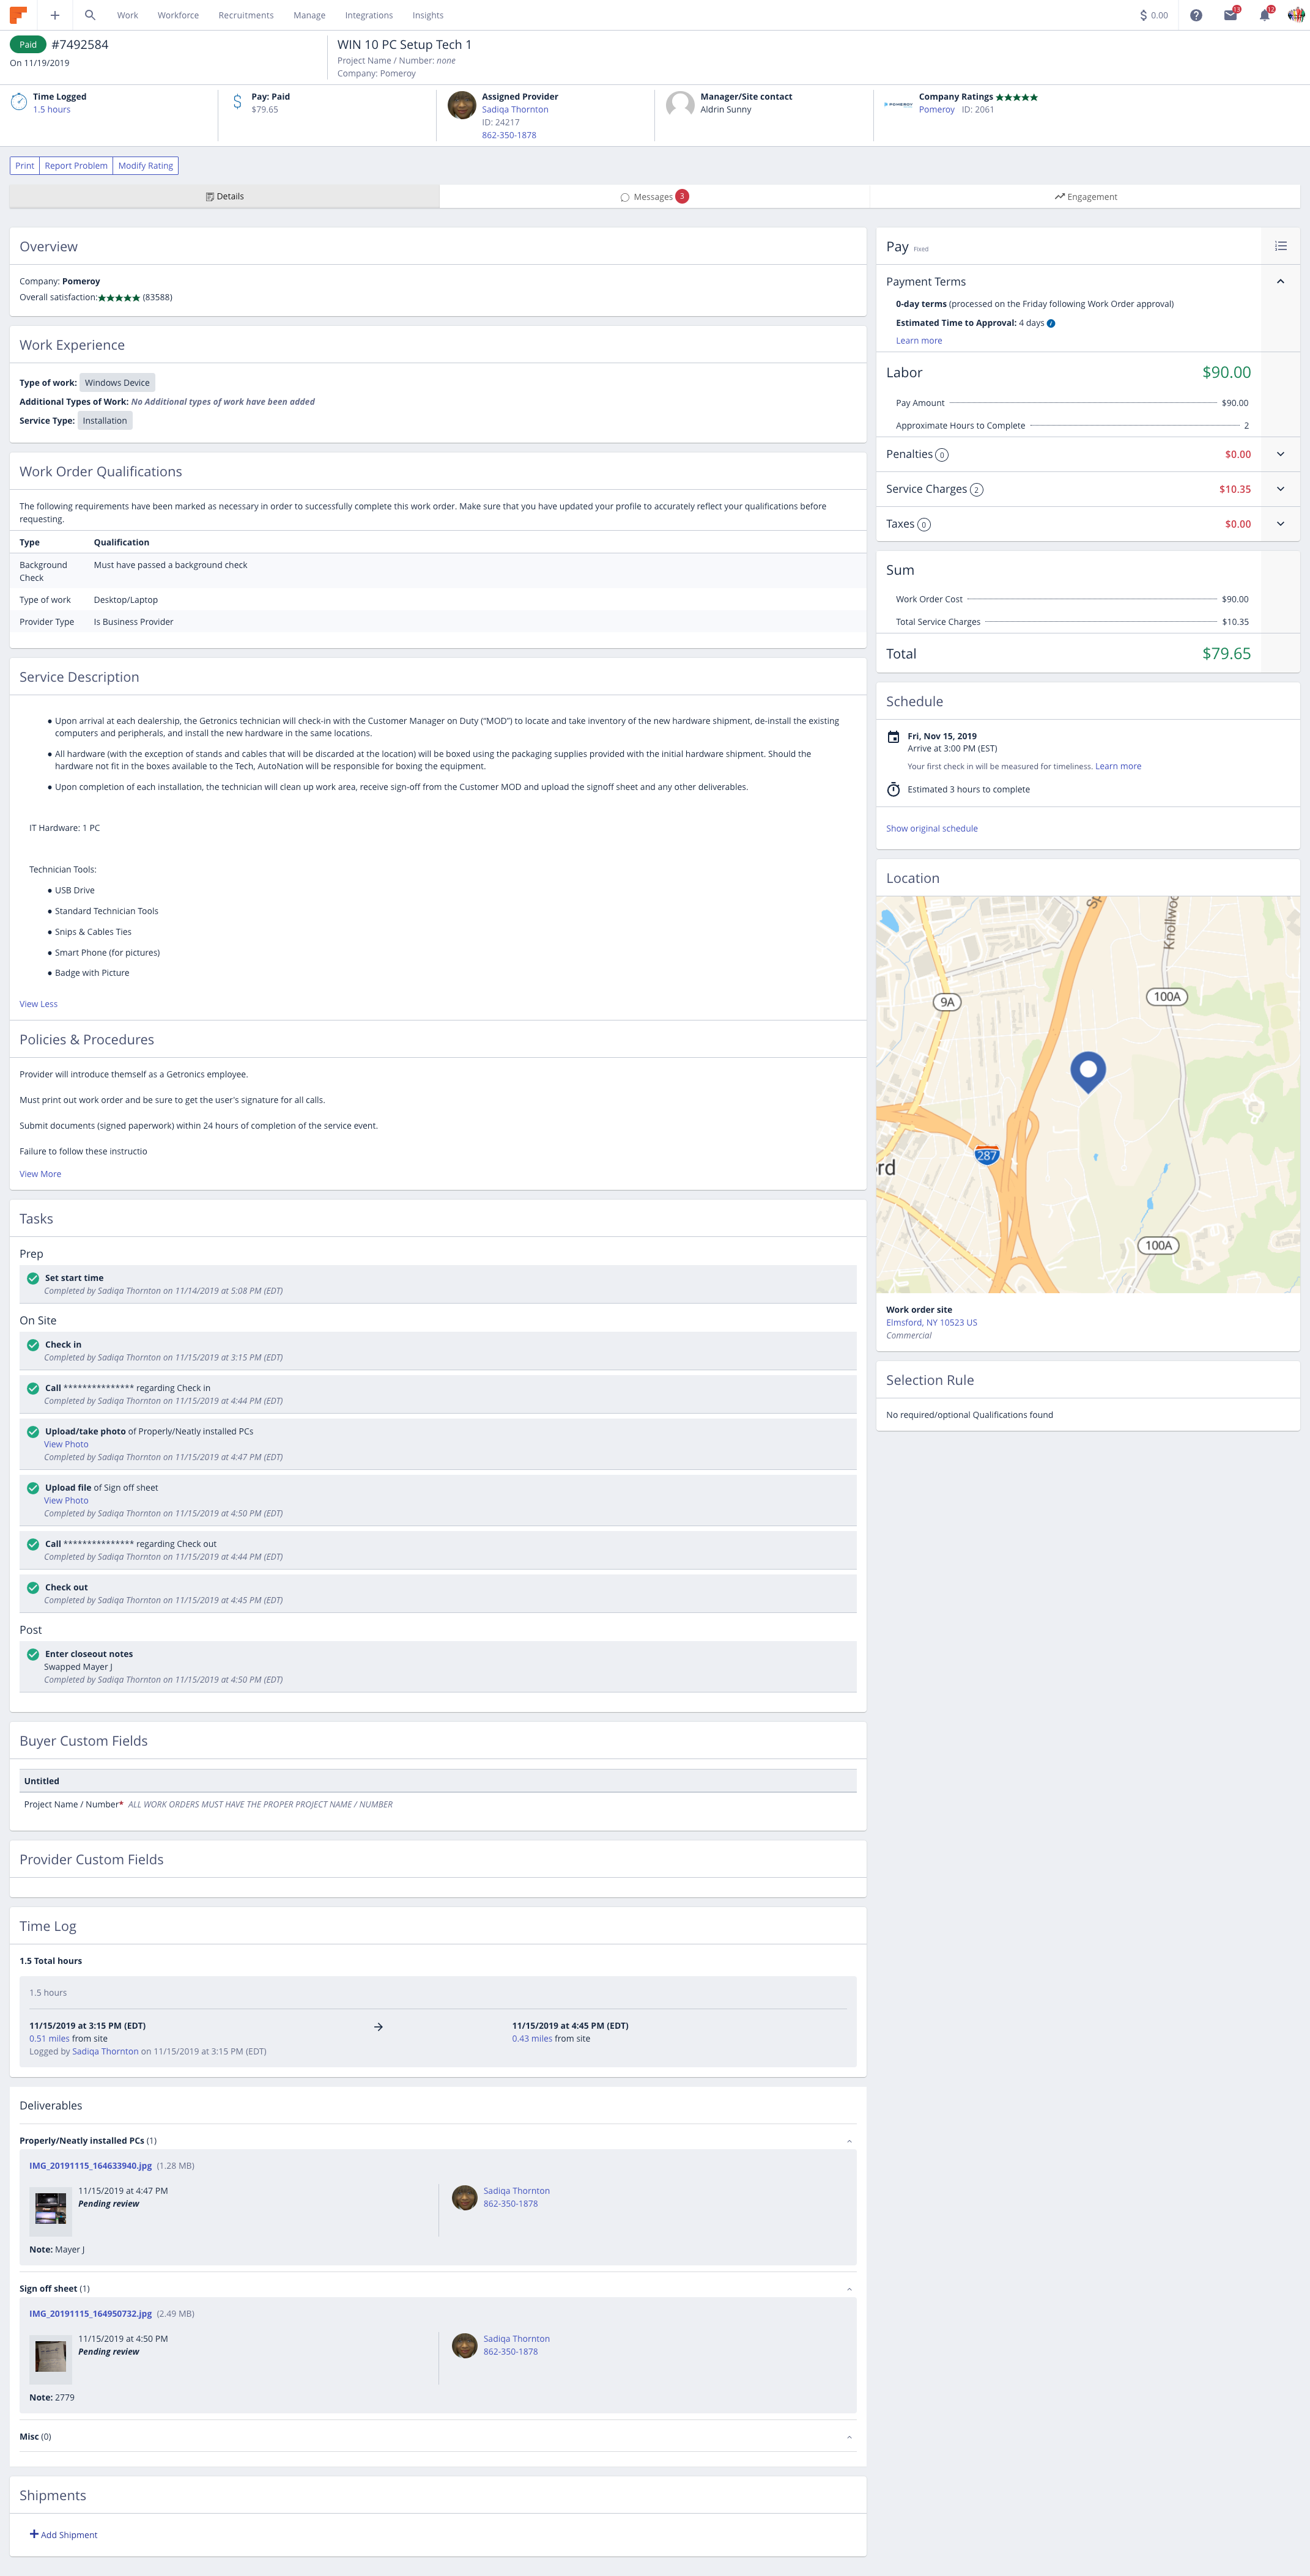 Work Workforce Recruitments Manage Integrations Insights
$ 0.00
13
12
Paid #7492584
On 11/19/2019
WIN 10 PC Setup Tech 1
Project Name / Number: none
Company: Pomeroy
Time Logged
1.5 hours
Pay: Paid
$79.65
Assigned Provider
Sadiqa Thornton
ID: 24217
862-350-1878
Manager/Site contact
Aldrin Sunny
POMEROY
Company Ratings ★★★★★
Pomeroy ID: 2061
Print Report Problem Modify Rating
Details
Messages 3
Engagement
Overview
Company: Pomeroy
Overall satisfaction:★★★★★ (83588)
Work Experience
Type of work: Windows Device
Additional Types of Work: No Additional types of work have been added
Service Type: Installation
Work Order Qualifications
The following requirements have been marked as necessary in order to successfully complete this work order. Make sure that you have updated your profile to accurately reflect your qualifications before
requesting.
Type Qualification
Background
Check
Must have passed a background check
Type of work Desktop/Laptop
Provider Type Is Business Provider
Service Description
● Upon arrival at each dealership, the Getronics technician will check-in with the Customer Manager on Duty (“MOD”) to locate and take inventory of the new hardware shipment, de-install the existing
computers and peripherals, and install the new hardware in the same locations.
● All hardware (with the exception of stands and cables that will be discarded at the location) will be boxed using the packaging supplies provided with the initial hardware shipment. Should the
hardware not fit in the boxes available to the Tech, AutoNation will be responsible for boxing the equipment.
● Upon completion of each installation, the technician will clean up work area, receive sign-off from the Customer MOD and upload the signoff sheet and any other deliverables.
IT Hardware: 1 PC
Technician Tools:
● USB Drive
● Standard Technician Tools
● Snips & Cables Ties
● Smart Phone (for pictures)
● Badge with Picture
View Less
Policies & Procedures
Provider will introduce themself as a Getronics employee.
Must print out work order and be sure to get the user's signature for all calls.
Submit documents (signed paperwork) within 24 hours of completion of the service event.
Failure to follow these instructio
View More
Tasks
Prep
Set start time
Completed by Sadiqa Thornton on 11/14/2019 at 5:08 PM (EDT)
On Site
Check in
Completed by Sadiqa Thornton on 11/15/2019 at 3:15 PM (EDT)
Call *************** regarding Check in
Completed by Sadiqa Thornton on 11/15/2019 at 4:44 PM (EDT)
Upload/take photo of Properly/Neatly installed PCs
View Photo
Completed by Sadiqa Thornton on 11/15/2019 at 4:47 PM (EDT)
Upload file of Sign off sheet
View Photo
Completed by Sadiqa Thornton on 11/15/2019 at 4:50 PM (EDT)
Call *************** regarding Check out
Completed by Sadiqa Thornton on 11/15/2019 at 4:44 PM (EDT)
Check out
Completed by Sadiqa Thornton on 11/15/2019 at 4:45 PM (EDT)
Post
Enter closeout notes
Swapped Mayer J
Completed by Sadiqa Thornton on 11/15/2019 at 4:50 PM (EDT)
Buyer Custom Fields
Untitled
Project Name / Number* ALL WORK ORDERS MUST HAVE THE PROPER PROJECT NAME / NUMBER
Provider Custom Fields
Time Log
1.5 Total hours
1.5 hours
11/15/2019 at 3:15 PM (EDT) → 11/15/2019 at 4:45 PM (EDT)
0.51 miles from site 0.43 miles from site
Logged by Sadiqa Thornton on 11/15/2019 at 3:15 PM (EDT)
Deliverables
Properly/Neatly installed PCs (1)
IMG_20191115_164633940.jpg (1.28 MB)
11/15/2019 at 4:47 PM
Pending review
Sadiqa Thornton
862-350-1878
Note: Mayer J
Sign off sheet (1)
IMG_20191115_164950732.jpg (2.49 MB)
11/15/2019 at 4:50 PM
Pending review
Sadiqa Thornton
862-350-1878
Note: 2779
Misc (0)
Shipments
+ Add Shipment
Pay Fixed
Payment Terms
0-day terms (processed on the Friday following Work Order approval)
Estimated Time to Approval: 4 days
Learn more
Labor $90.00
Pay Amount $90.00
Approximate Hours to Complete 2
Penalties 0 $0.00
Service Charges 2 $10.35
Taxes 0 $0.00
Sum
Work Order Cost $90.00
Total Service Charges $10.35
Total $79.65
Schedule
Fri, Nov 15, 2019
Arrive at 3:00 PM (EST)
Your first check in will be measured for timeliness. Learn more
Estimated 3 hours to complete
Show original schedule
Location
Sp
Knollwoo
9A
100A
287
rd
100A
Work order site
Elmsford, NY 10523 US
Commercial
Selection Rule
No required/optional Qualifications found